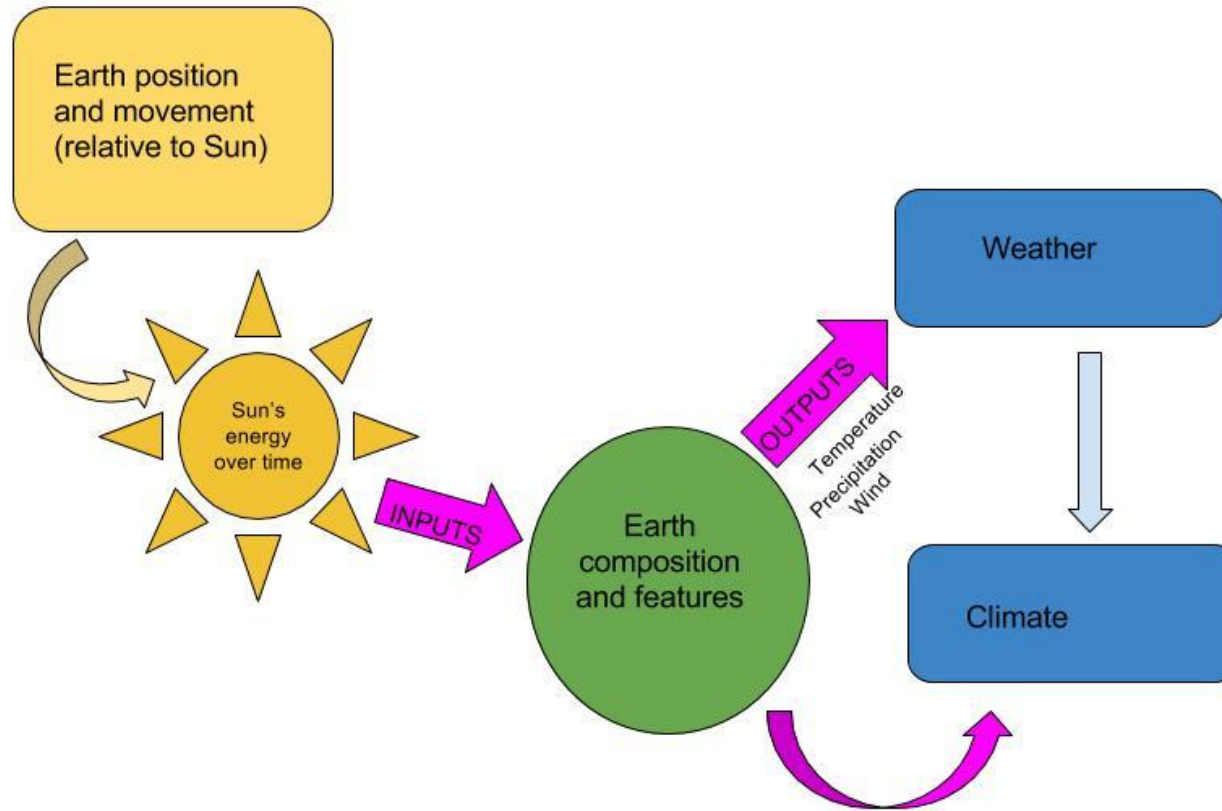 Earth position
and movement
(relative to Sun)
Sun's
energy
over time
INPUTS
Earth
composition
and features
OUTPUTS
Temperature
Precipitation
Wind
Weather
Climate